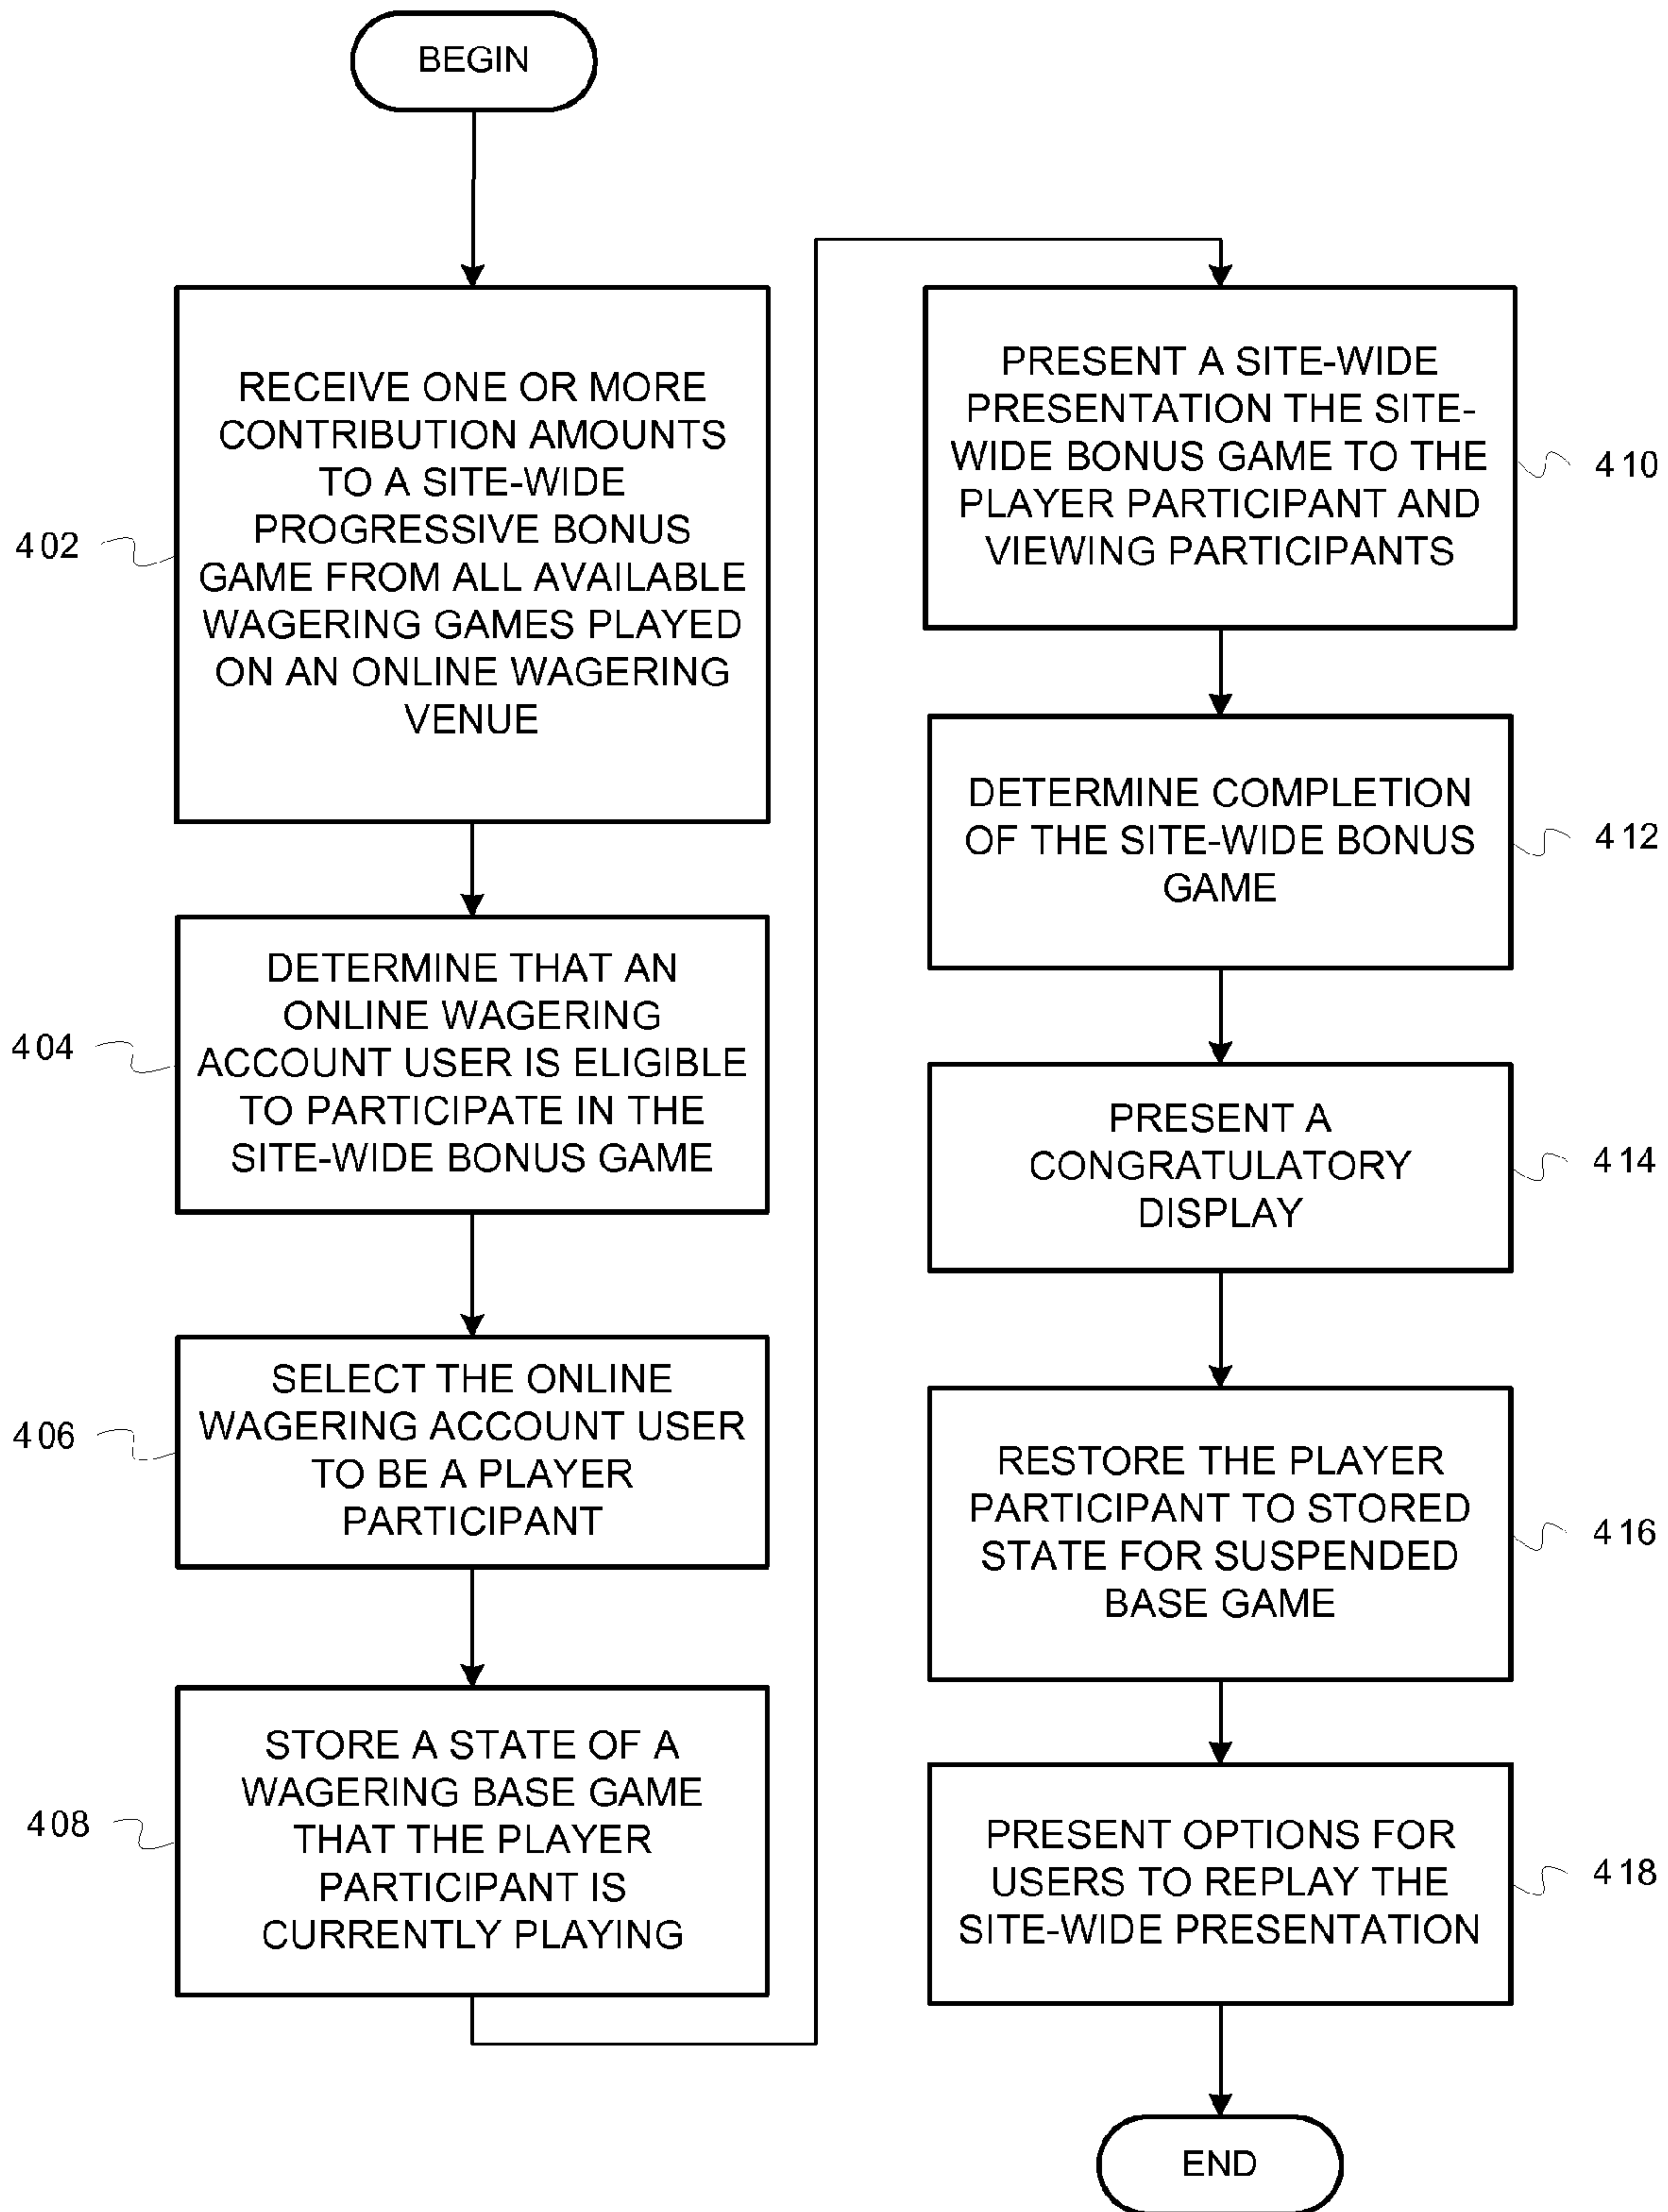 BEGIN
402
RECEIVE ONE OR MORE
CONTRIBUTION AMOUNTS
TO A SITE-WIDE
PROGRESSIVE BONUS
GAME FROM ALL AVAILABLE
WAGERING GAMES PLAYED
ON AN ONLINE WAGERING
VENUE
404
DETERMINE THAT AN
ONLINE WAGERING
ACCOUNT USER IS ELIGIBLE
TO PARTICIPATE IN THE
SITE-WIDE BONUS GAME
406
SELECT THE ONLINE
WAGERING ACCOUNT USER
TO BE A PLAYER
PARTICIPANT
408
STORE A STATE OF A
WAGERING BASE GAME
THAT THE PLAYER
PARTICIPANT IS
CURRENTLY PLAYING
PRESENT A SITE-WIDE
PRESENTATION THE SITE-
WIDE BONUS GAME TO THE
PLAYER PARTICIPANT AND
VIEWING PARTICIPANTS
410
DETERMINE COMPLETION
OF THE SITE-WIDE BONUS
GAME
412
PRESENT A
CONGRATULATORY
DISPLAY
414
RESTORE THE PLAYER
PARTICIPANT TO STORED
STATE FOR SUSPENDED
BASE GAME
416
PRESENT OPTIONS FOR
USERS TO REPLAY THE
SITE-WIDE PRESENTATION
418
END